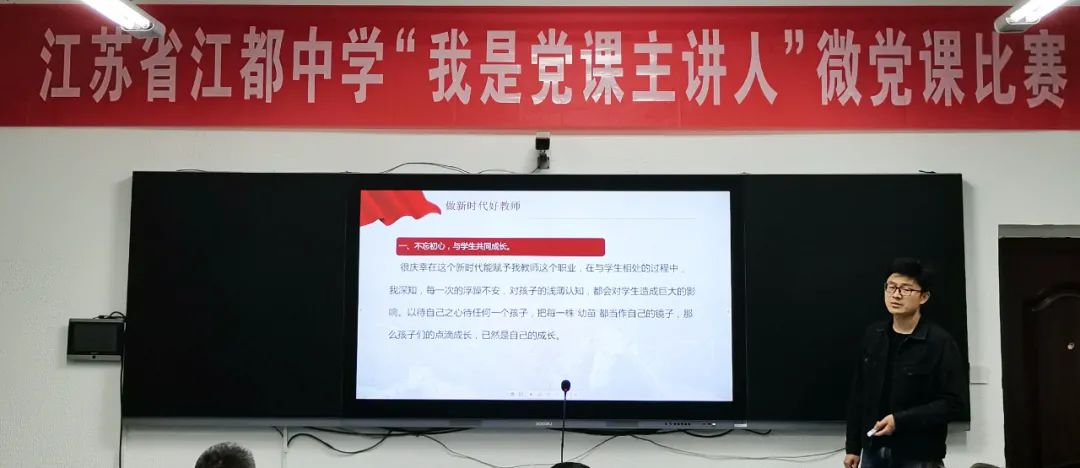 江苏省江都中学“我是党课主讲人”微党课比赛
做新时代好教师
一、不忘初心，与学生共同成长。
很庆幸在这个新时代能赋予我教师这个职业，在与学生相处的过程中，
我深知，每一次的浮躁不安，对孩子的浅薄认知，都会对学生造成巨大的影
响。以待自己之心待任何一个孩子，把每一株 幼苗 都当作自己的镜子，那
么孩子们的点滴成长，已然是自己的成长。